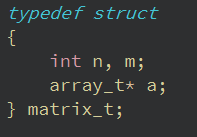 typedef struct
{
    int n, m;
    array_t* a;
} matrix_t;